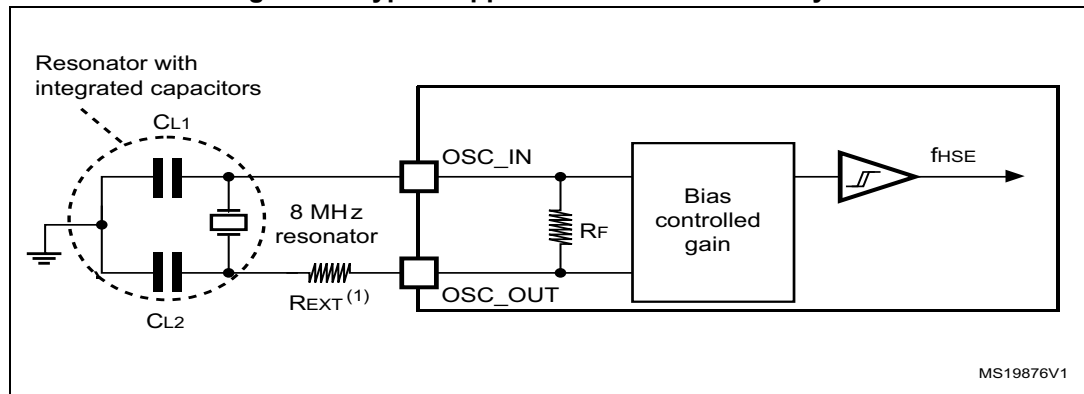 Resonator with
integrated capacitors
CL1
OSC_IN
fHSE
8 MHz
resonator
RF
Bias
controlled
gain
REXT (1)
OSC_OUT
CL2
MS19876V1